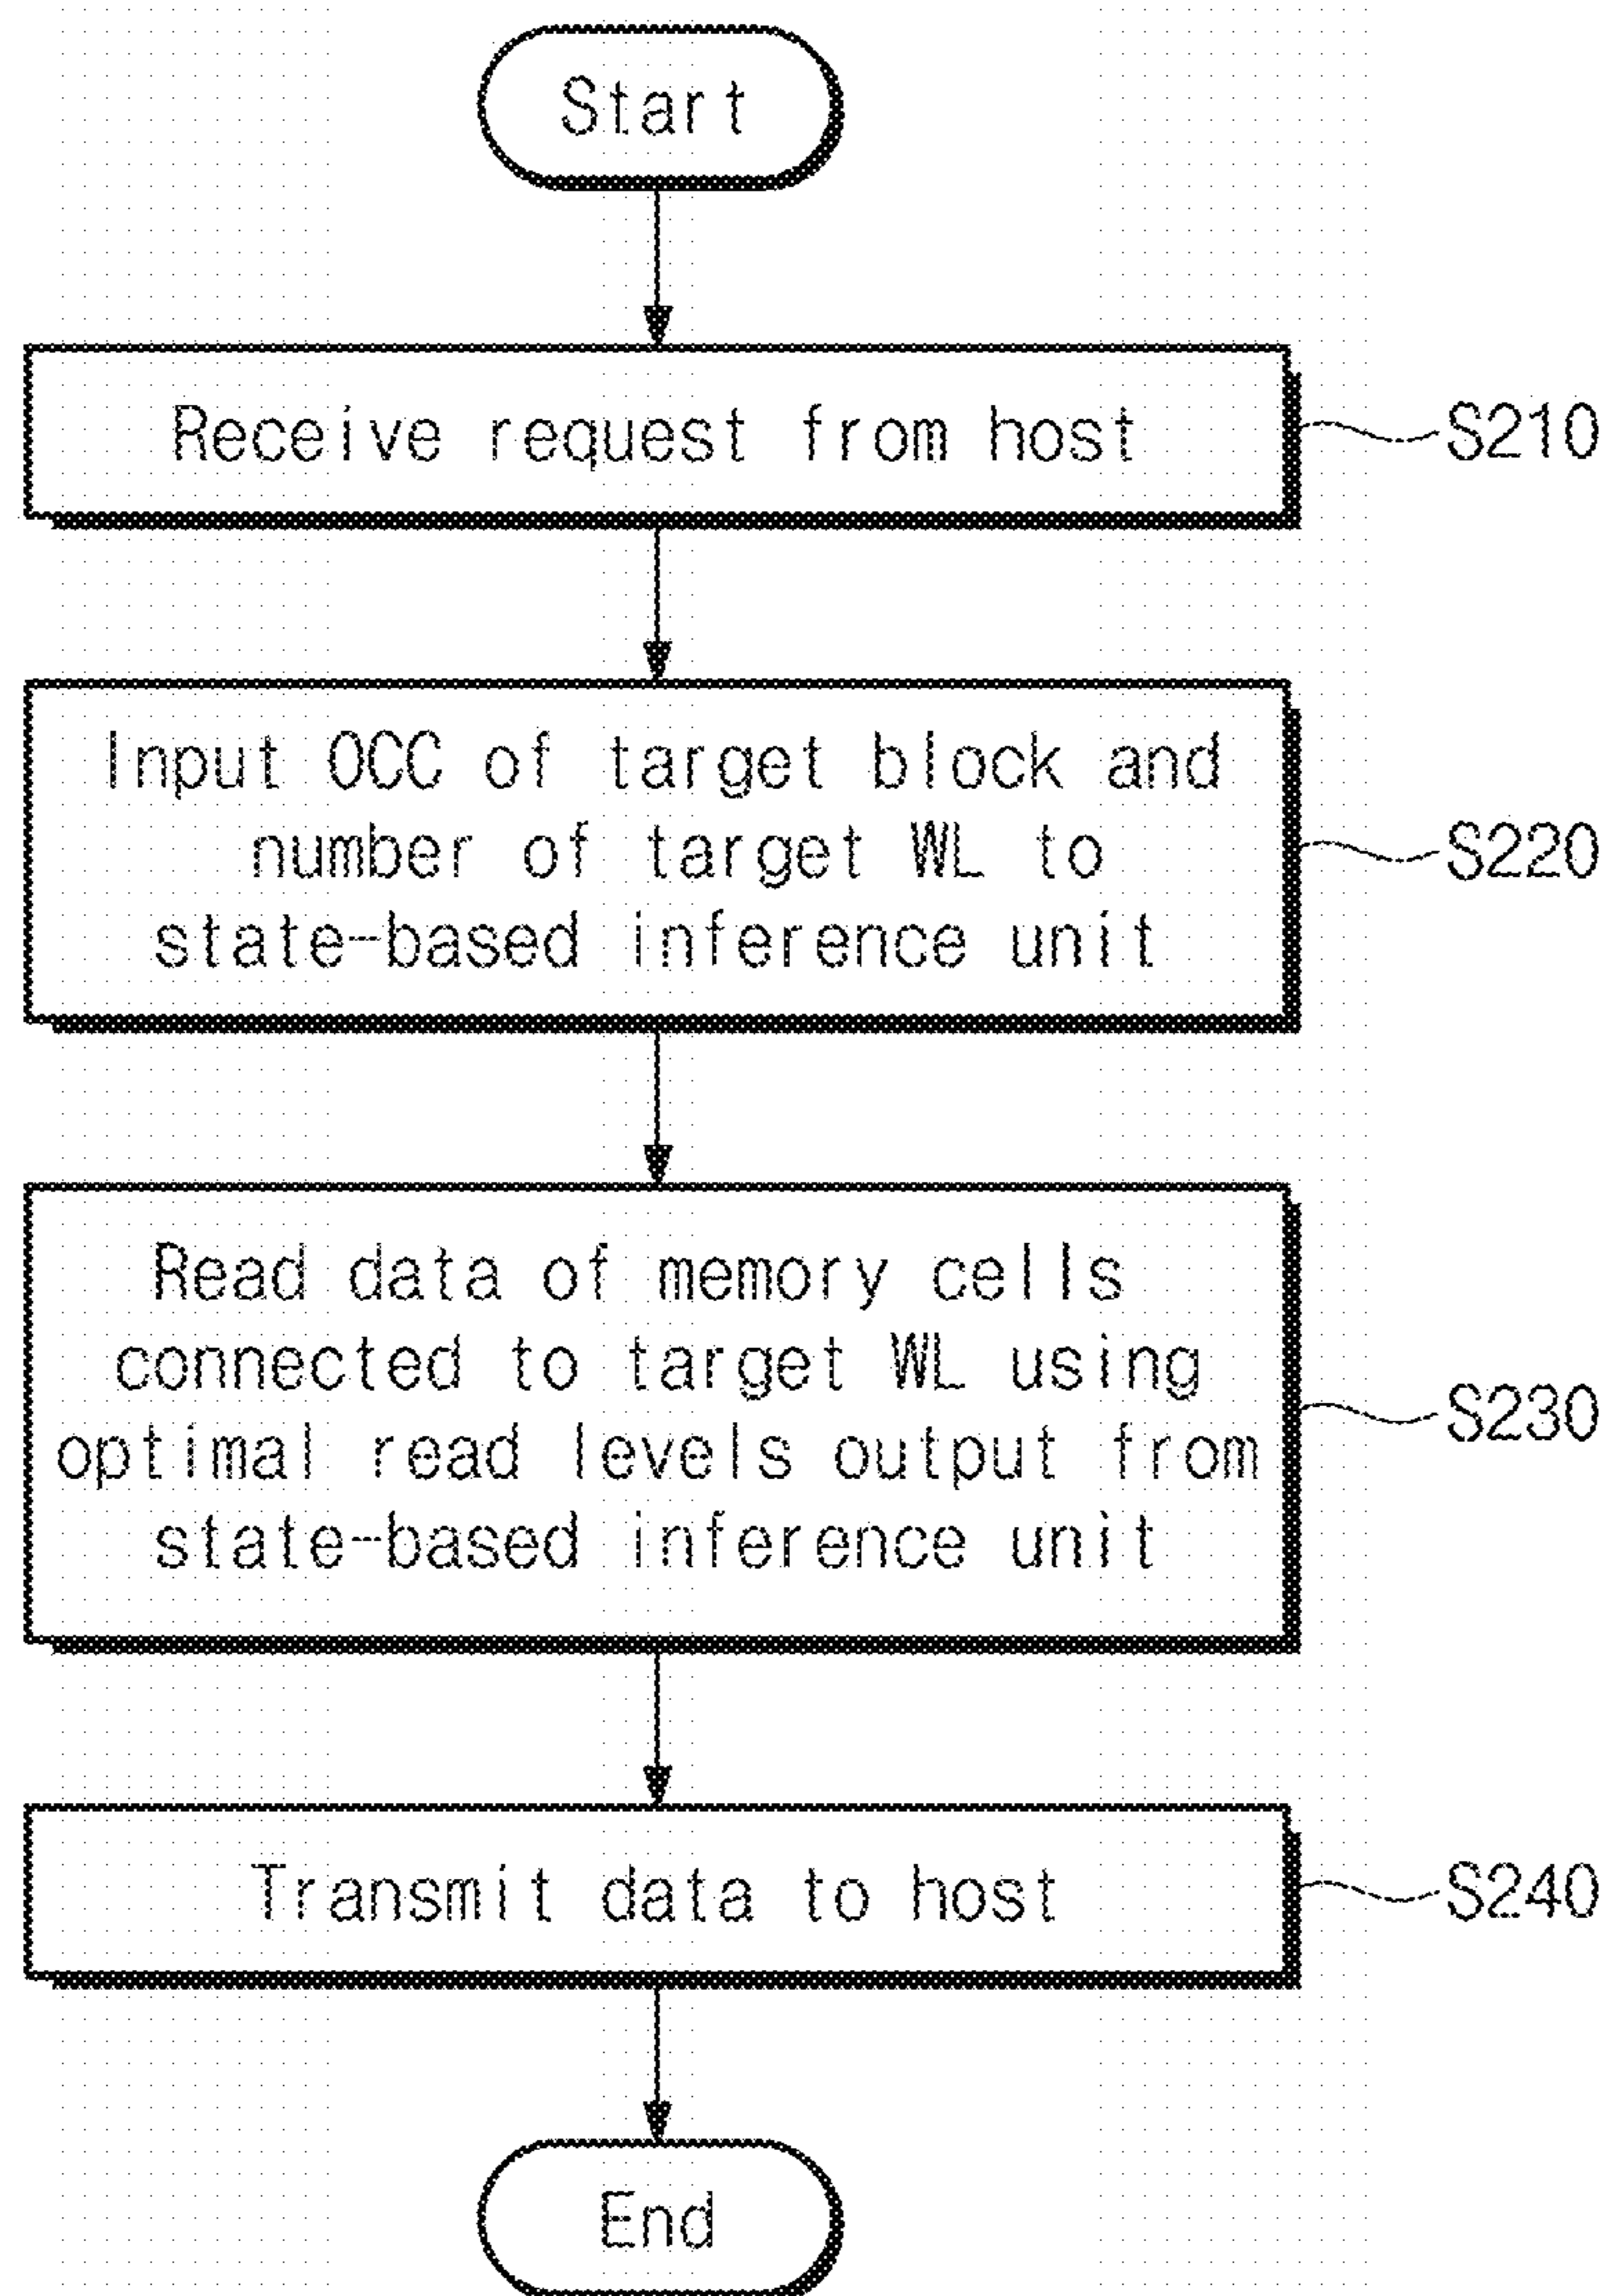 Start
Receive request from host
S210
Input OCC of target block and
number of target WL to
state-based inference unit
S220
Read data of memory cells
connected to target WL using
optimal read levels output from
state-based inference unit
S230
Transmit data to host
S240
End